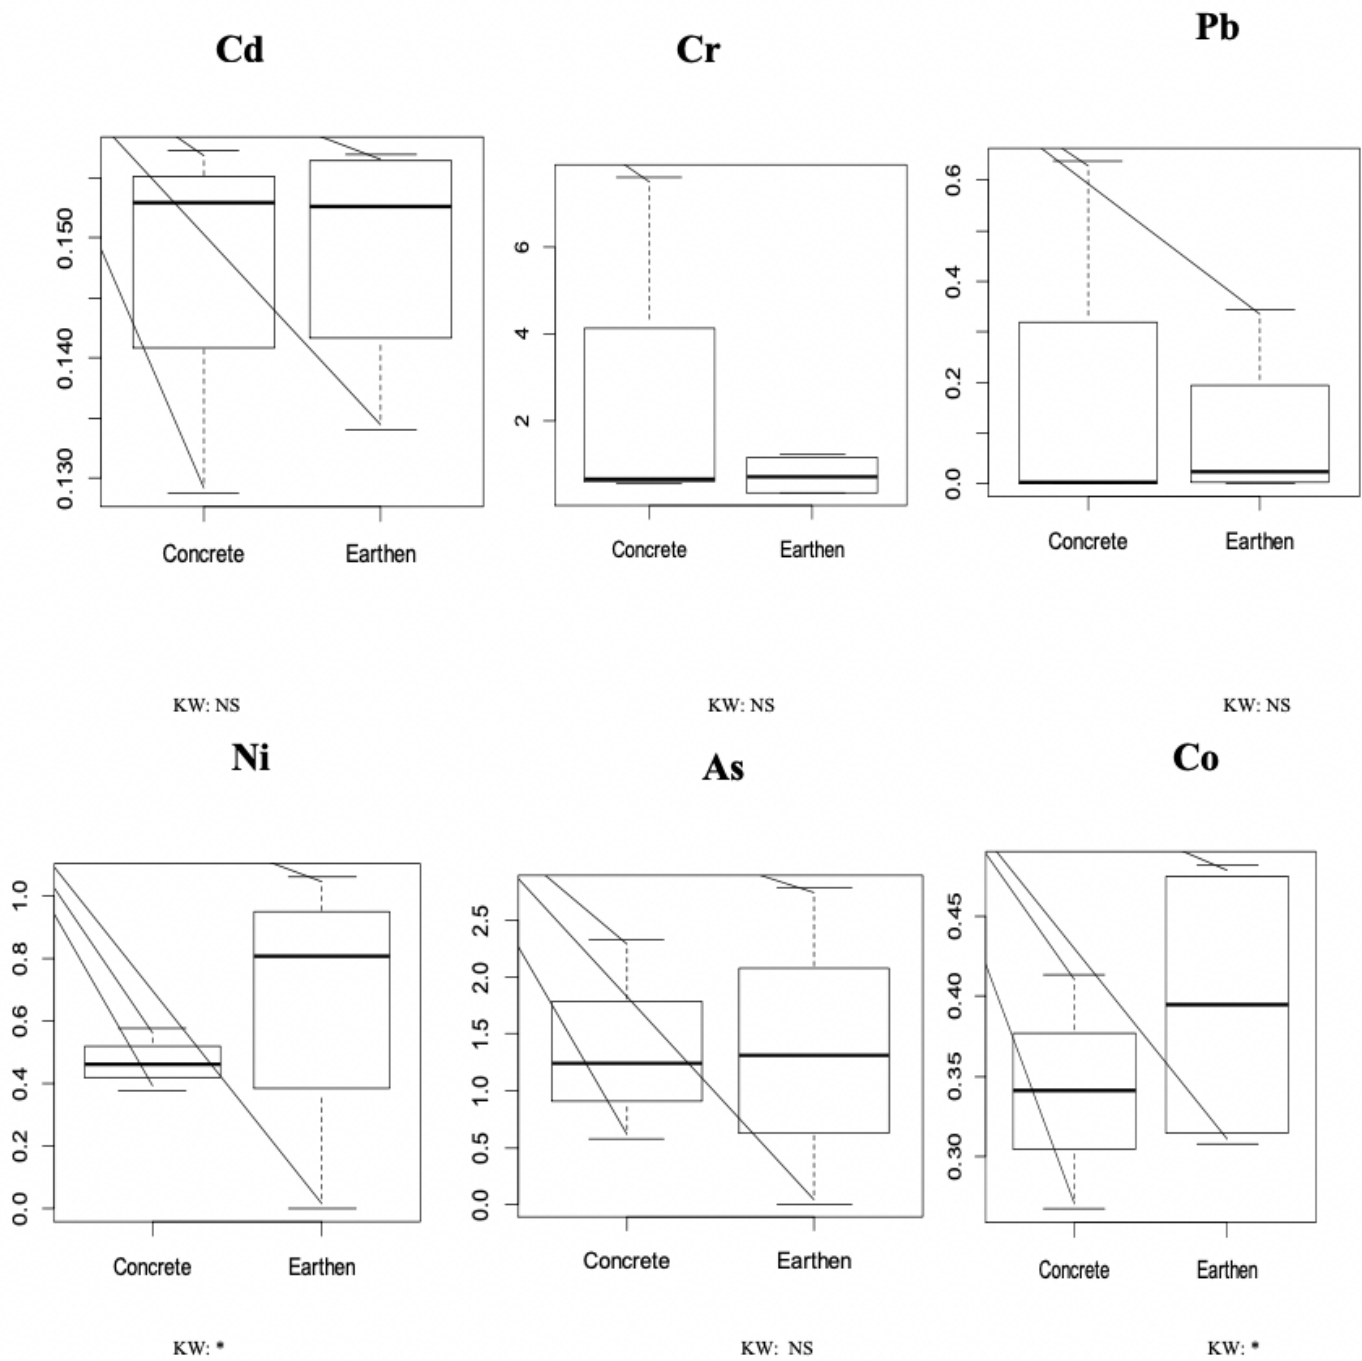 Cd
Cr
Pb
0.130
0.140
0.150
Concrete
Earthen
2
4
6
Concrete
Earthen
0.0
0.2
0.4
0.6
Concrete
Earthen
KW: NS
KW: NS
KW: NS
Ni
As
Co
0.0
0.2
0.4
0.6
0.8
1.0
Concrete
Earthen
0.0
0.5
1.0
1.5
2.0
2.5
Concrete
Earthen
0.30
0.35
0.40
0.45
Concrete
Earthen
KW: *
KW: NS
KW: *